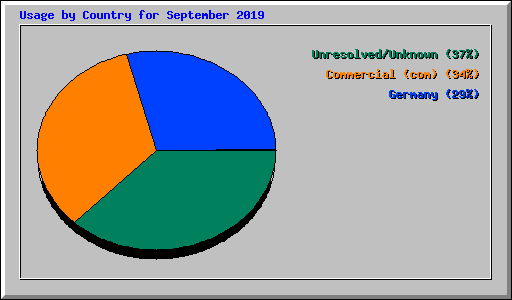 Usage by Country for September 2019
Unresolved/Unknown (37%)
Commercial (com) (34%)
Germany (29%)